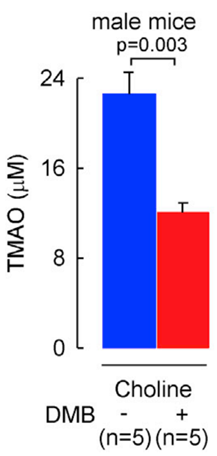 male mice
p=0.003
24
16
8
0
TMAO (μM)
Choline
DMB - +
(n=5) (n=5)